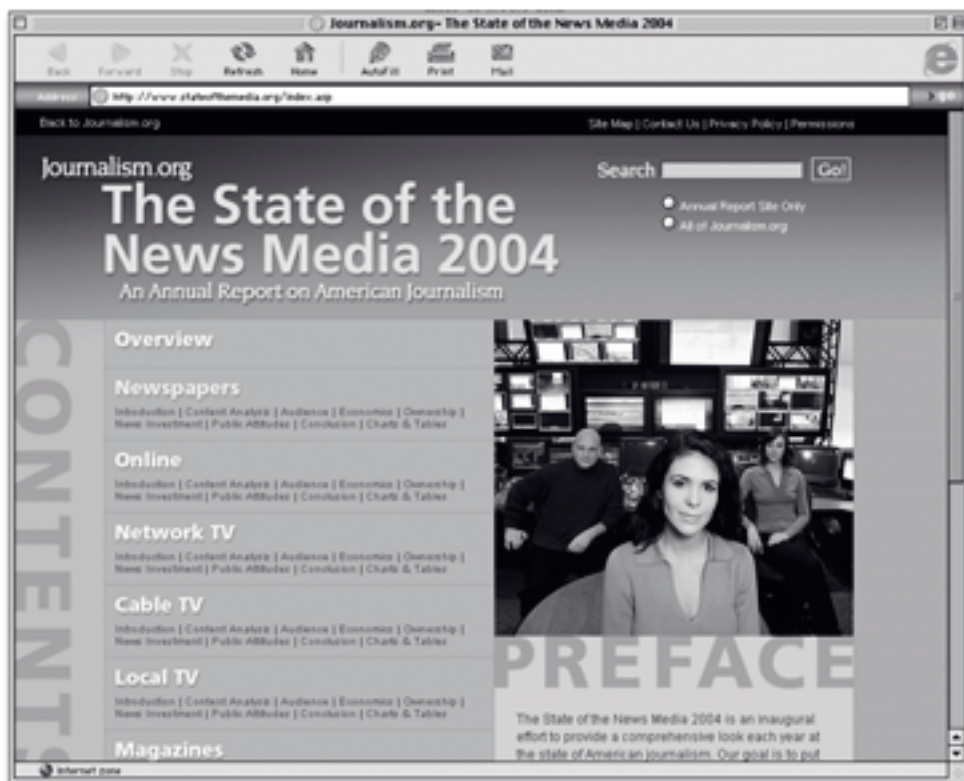 Journalism.org- The State of the News Media 2004
Back Forward Stop Refresh Home AutoFill Print Mail
Address http://www.stateofthemedia.org/index.asp go
Back to Journalism.org
Site Map | Contact Us | Privacy Policy | Permissions
Journalism.org
Search Go!
The State of the
News Media 2004
Annual Report Site Only
All of Journalism.org
An Annual Report on American Journalism
CONTENTS
Overview
Newspapers
Introduction | Content Analysis | Audience | Economics | Ownership |
News Investment | Public Attitudes | Conclusion | Charts & Tables
Online
Introduction | Content Analysis | Audience | Economics | Ownership |
News Investment | Public Attitudes | Conclusion | Charts & Tables
Network TV
Introduction | Content Analysis | Audience | Economics | Ownership |
News Investment | Public Attitudes | Conclusion | Charts & Tables
Cable TV
Introduction | Content Analysis | Audience | Economics | Ownership |
News Investment | Public Attitudes | Conclusion | Charts & Tables
Local TV
Introduction | Content Analysis | Audience | Economics | Ownership |
News Investment | Public Attitudes | Conclusion | Charts & Tables
Magazines
PREFACE
The State of the News Media 2004 is an inaugural
effort to provide a comprehensive look each year at
the state of American journalism. Our goal is to put
Internet zone